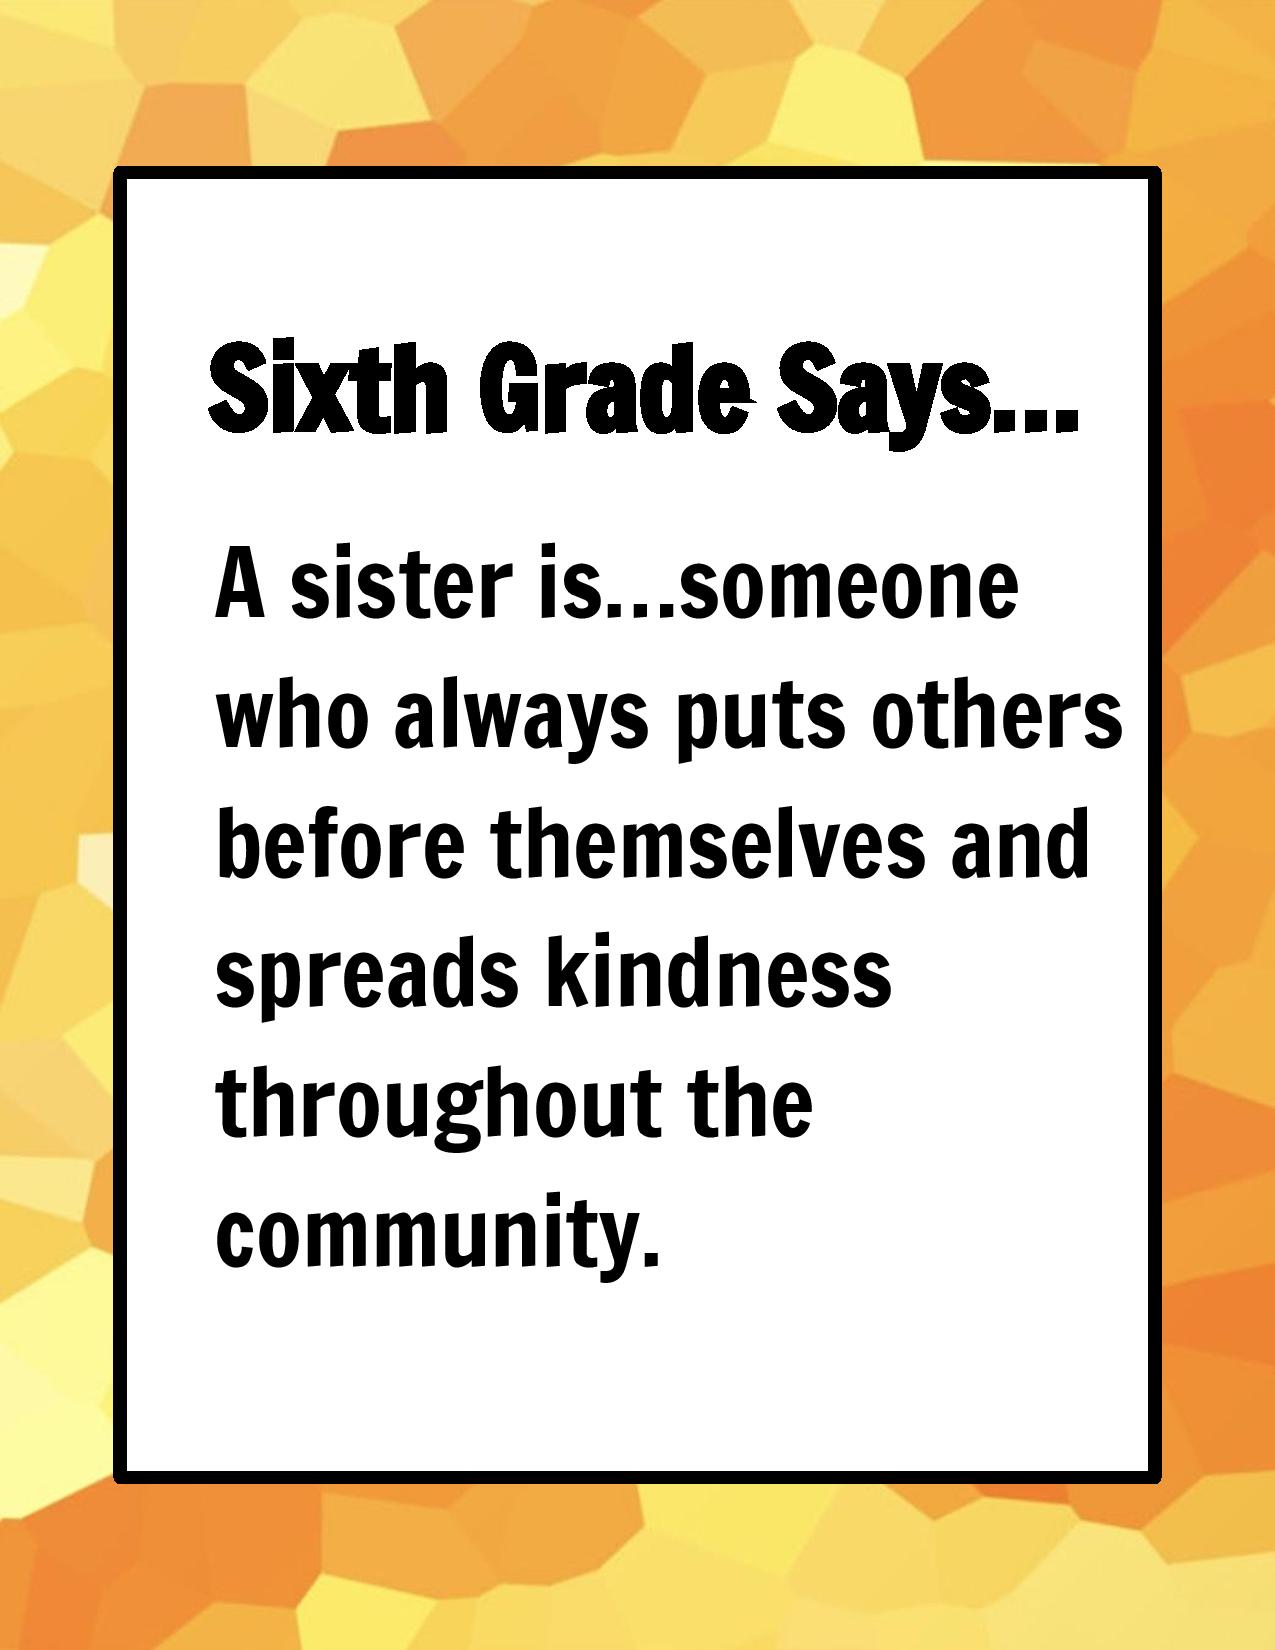 Sixth Grade Says...
A sister is...someone
who always puts others
before themselves and
spreads kindness
throughout the
community.